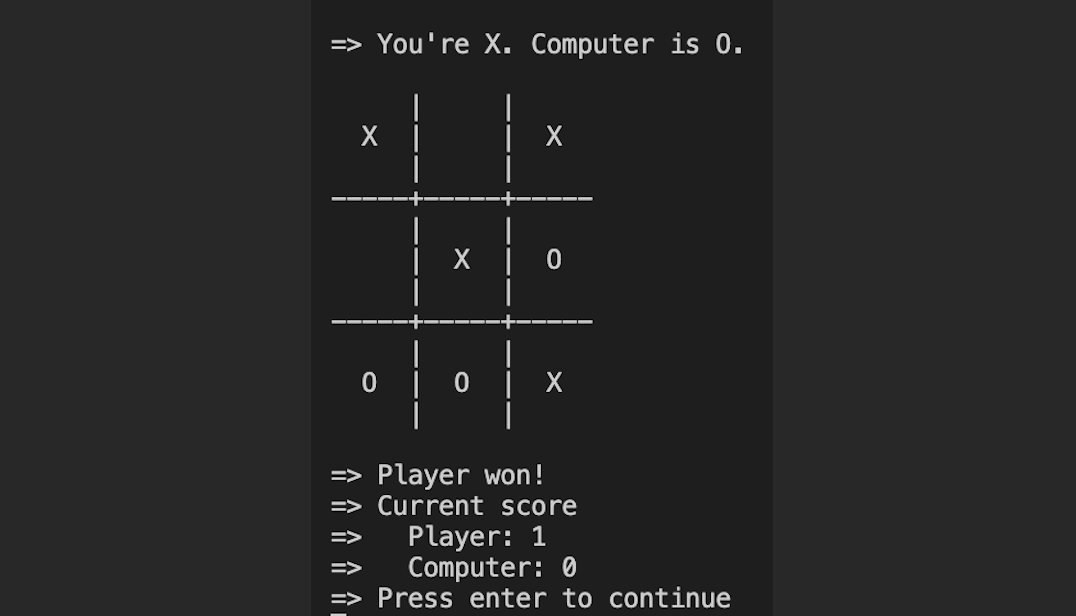 => You're X. Computer is O.
     |     |
  X  |     |  X
     |     |
-----+-----+-----
     |     |
     |  X  |  O
     |     |
-----+-----+-----
     |     |
  O  |  O  |  X
     |     |
=> Player won!
=> Current score
=>   Player: 1
=>   Computer: 0
=> Press enter to continue